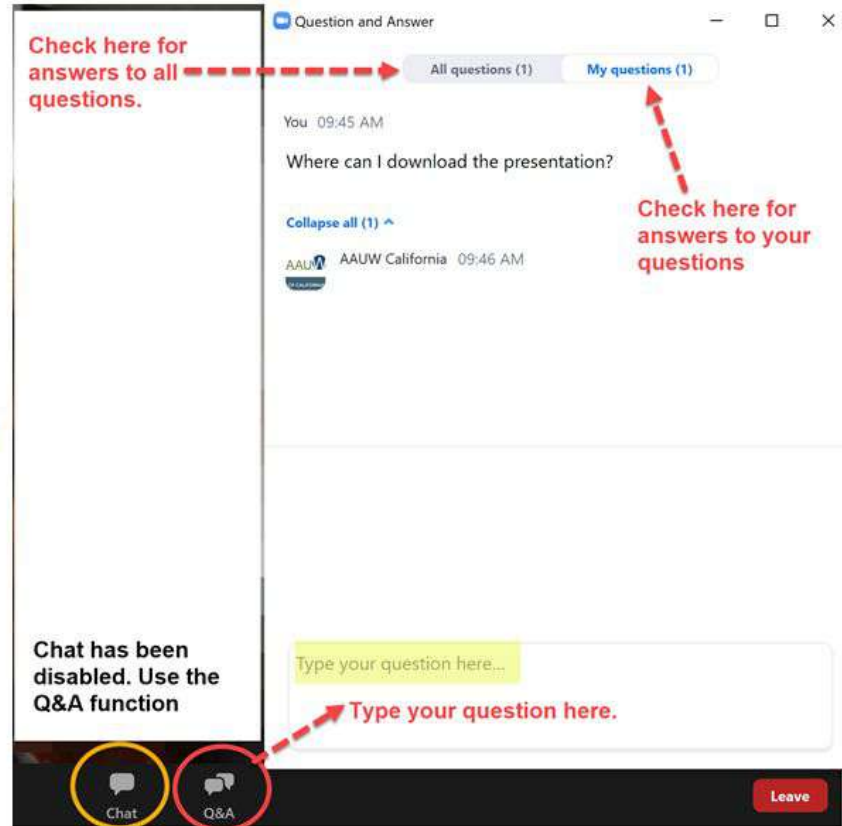 Question and Answer
Check here for
answers to all
questions.
All questions (1) My questions (1)
You 09:45 AM
Where can I download the presentation?
Check here for
answers to your
questions
Collapse all (1)
AAUW AAUW California 09:46 AM
OF CALIFORNIA
Chat has been
disabled. Use the
Q&A function
Type your question here...
Type your question here.
Chat Q&A Leave